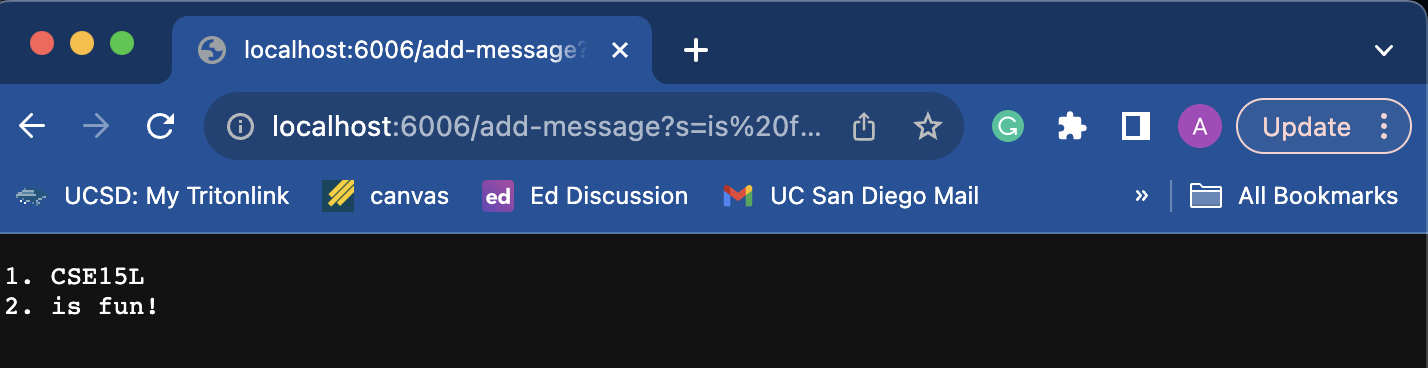 localhost:6006/add-message?
localhost:6006/add-message?s=is%20f...
G
A
Update
UCSD: My Tritonlink
canvas
ed
Ed Discussion
UC San Diego Mail
»
All Bookmarks
1. CSE15L
2. is fun!